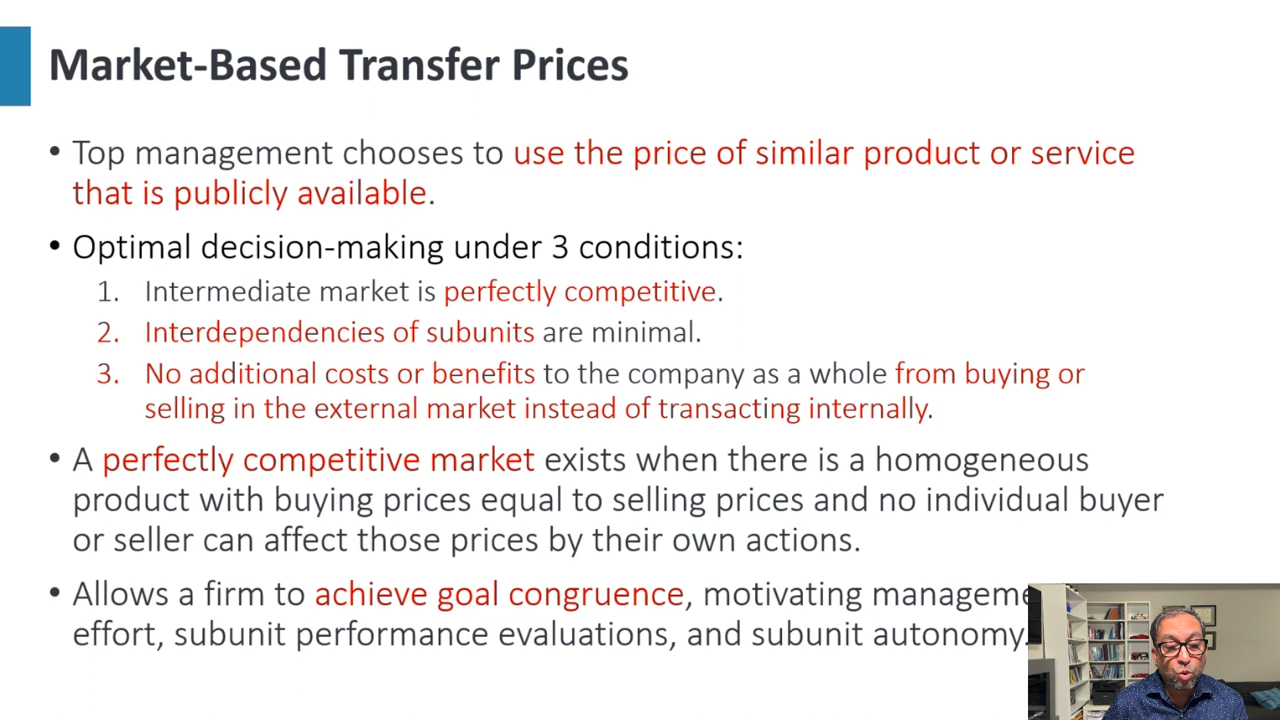 Market-Based Transfer Prices
• Top management chooses to use the price of similar product or service
that is publicly available.
• Optimal decision-making under 3 conditions:
1. Intermediate market is perfectly competitive.
2. Interdependencies of subunits are minimal.
3. No additional costs or benefits to the company as a whole from buying or
selling in the external market instead of transacting internally.
• A perfectly competitive market exists when there is a homogeneous
product with buying prices equal to selling prices and no individual buyer
or seller can affect those prices by their own actions.
• Allows a firm to achieve goal congruence, motivating manageme
effort, subunit performance evaluations, and subunit autonomy.